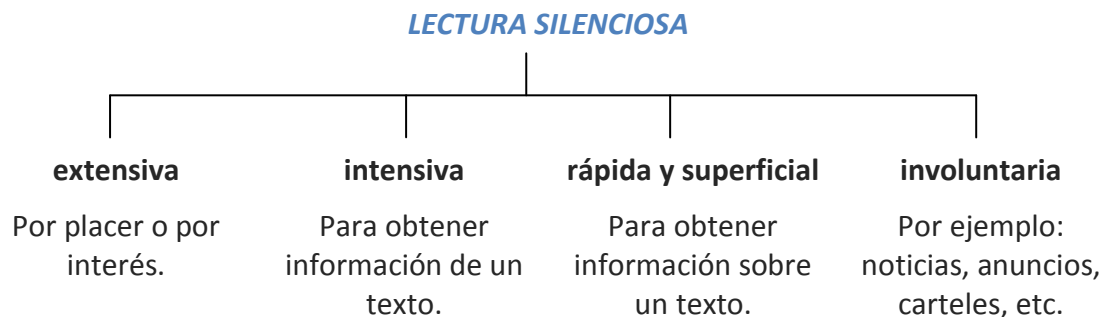 LECTURA SILENCIOSA
extensiva
Por placer o por
interés.
intensiva
Para obtener
información de un
texto.
rápida y superficial
Para obtener
información sobre
un texto.
involuntaria
Por ejemplo:
noticias, anuncios,
carteles, etc.